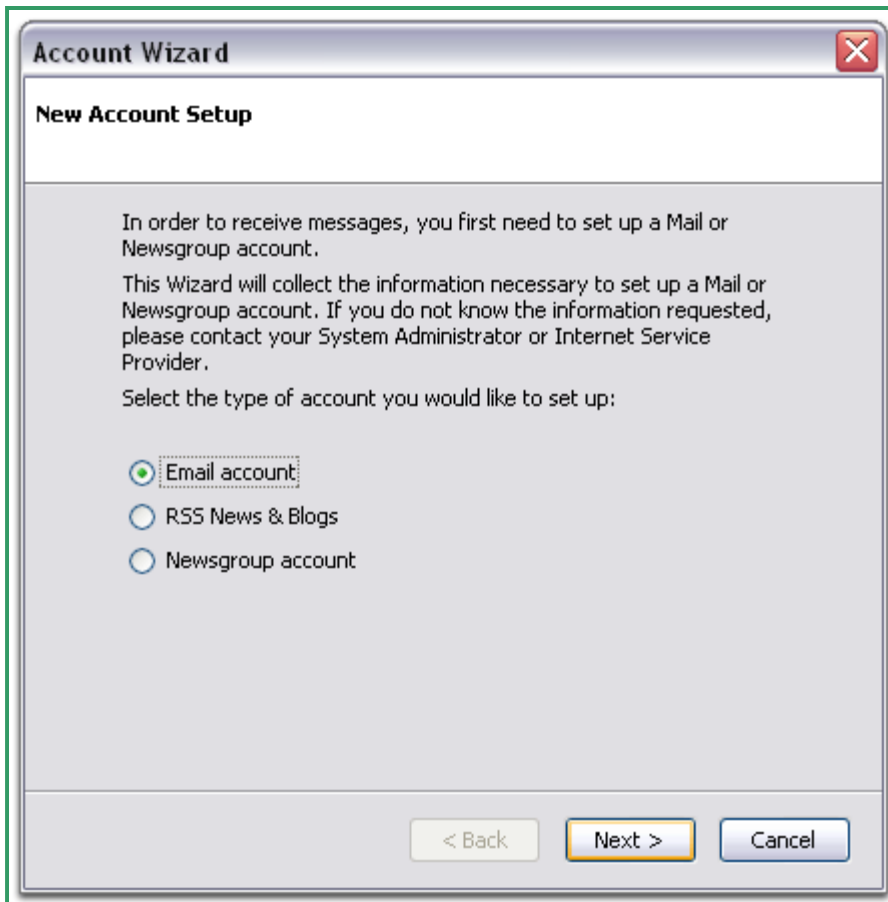 Account Wizard
New Account Setup
In order to receive messages, you first need to set up a Mail or
Newsgroup account.
This Wizard will collect the information necessary to set up a Mail or
Newsgroup account. If you do not know the information requested,
please contact your System Administrator or Internet Service
Provider.
Select the type of account you would like to set up:
Email account
RSS News & Blogs
Newsgroup account
< Back Next > Cancel